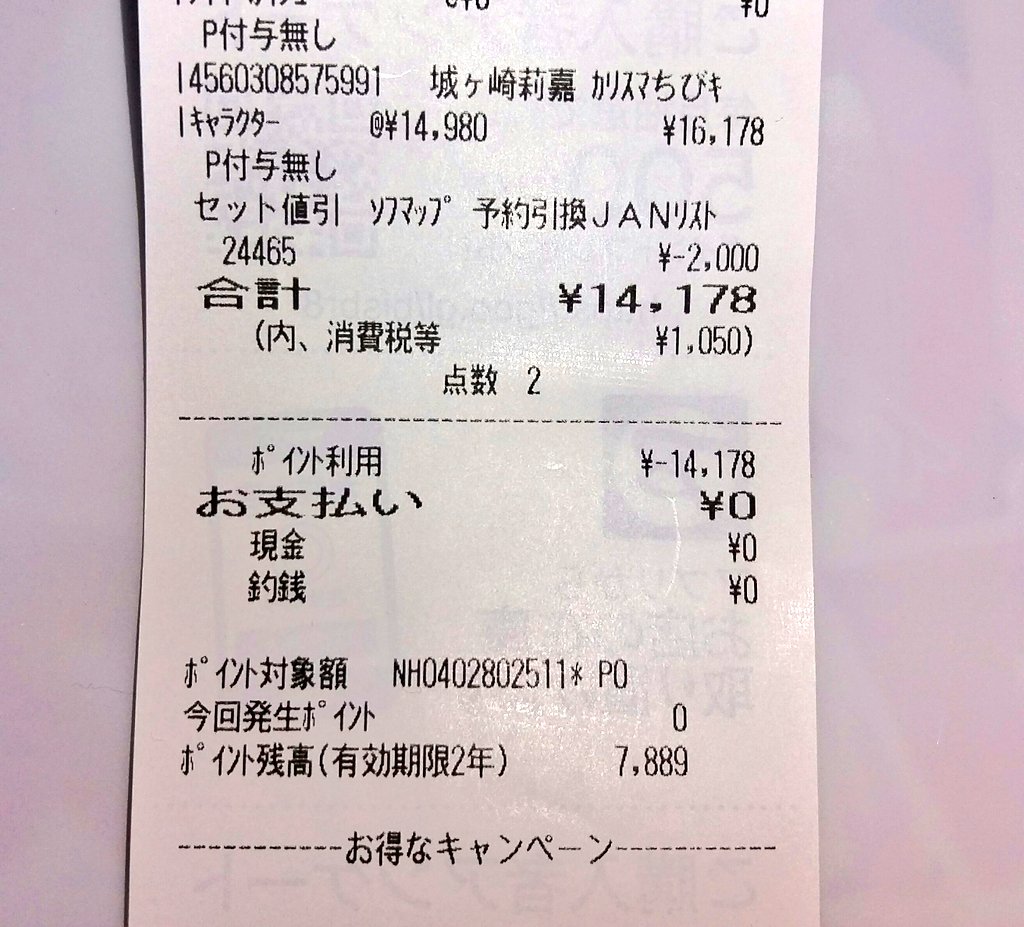 ¥0
P付与無し
14560308575991 城ヶ崎莉嘉 ｶﾘｽﾏちびｷ
1ｷｬﾗｸﾀｰ @¥14,980 ¥16,178
P付与無し
セット値引 ｿﾌﾏｯﾌﾟ 予約引換ＪＡＮﾘｽﾄ
24465 ¥-2,000
合計 ¥14,178
(内、消費税等 ¥1,050)
点数 2
ﾎﾟｲﾝﾄ利用 ¥-14,178
お支払い ¥0
現金 ¥0
釣銭 ¥0
ﾎﾟｲﾝﾄ対象額 NH0402802511* P0
今回発生ﾎﾟｲﾝﾄ 0
ﾎﾟｲﾝﾄ残高(有効期限2年) 7,889
-----------お得なキャンペーン-----------